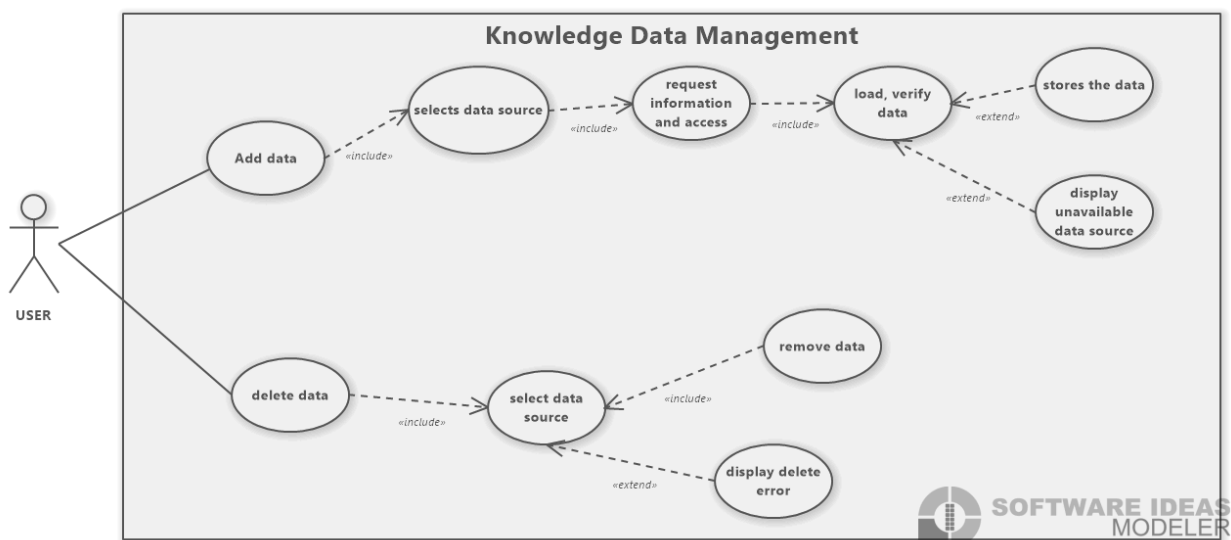 Knowledge Data Management
selects data source
request
information
and access
load, verify
data
stores the data
«include»
«include»
«extend»
Add data
«include»
display
unavailable
data source
«extend»
USER
remove data
delete data
select data
source
«include»
«include»
display delete
error
«extend»
SOFTWARE IDEAS
MODELER